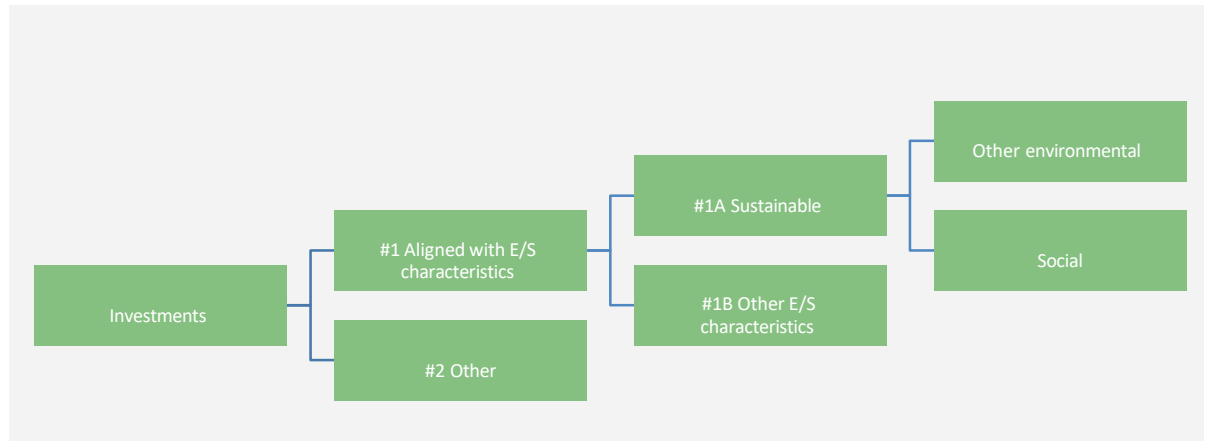 Investments
#1 Aligned with E/S
characteristics
#2 Other
#1A Sustainable
#1B Other E/S
characteristics
Other environmental
Social